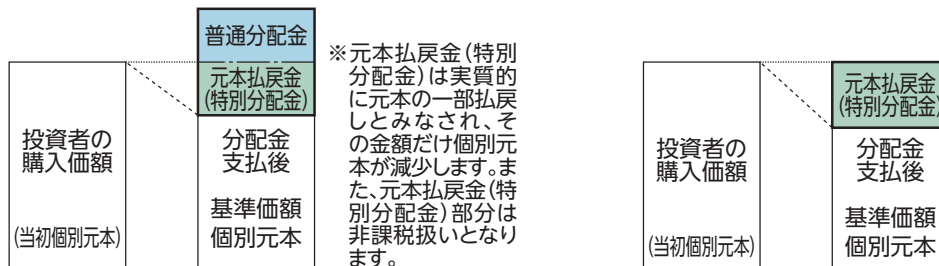 普通分配金
元本払戻金
(特別分配金)
投資者の
購入価額
(当初個別元本)
分配金
支払後
基準価額
個別元本
※元本払戻金(特別
分配金)は実質的
に元本の一部払戻
しとみなされ、そ
の金額だけ個別元
本が減少します。ま
た、元本払戻金(特
別分配金)部分は
非課税扱いとなり
ます。
元本払戻金
(特別分配金)
投資者の
購入価額
(当初個別元本)
分配金
支払後
基準価額
個別元本